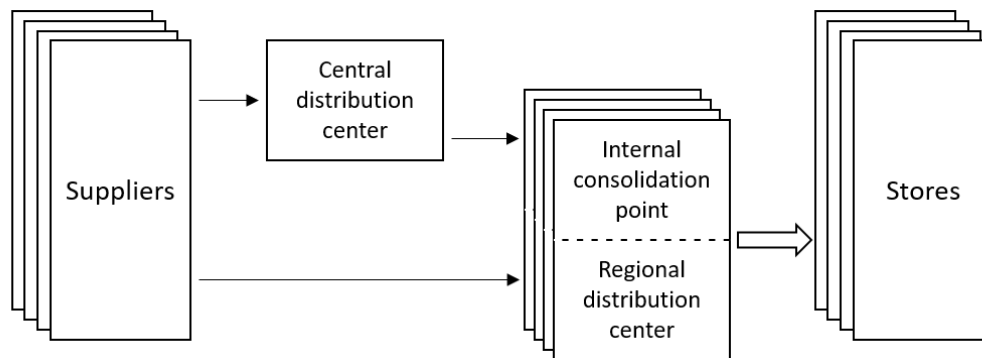 Suppliers
Central
distribution
center
Internal
consolidation
point
Regional
distribution
center
Stores